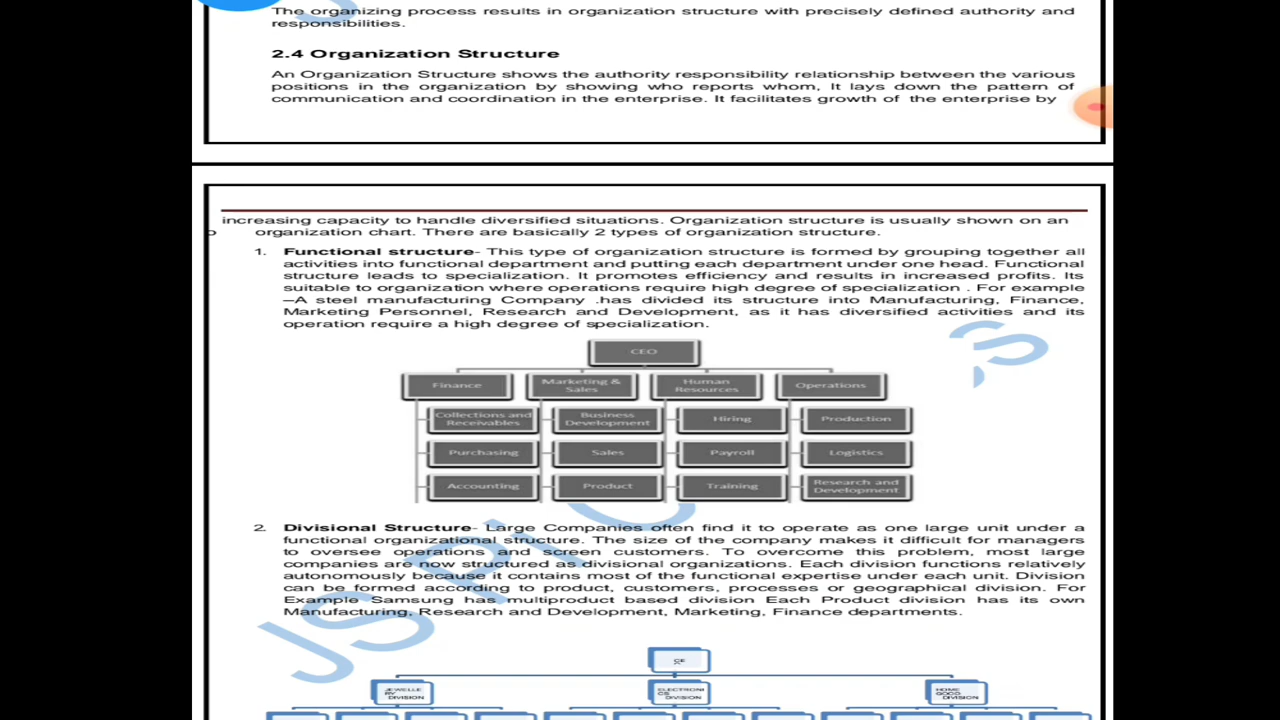 The organizing process results in organization structure with precisely defined authority and
responsibilities.
2.4 Organization Structure
An Organization Structure shows the authority responsibility relationship between the various
positions in the organization by showing who reports whom, It lays down the pattern of
communication and coordination in the enterprise. It facilitates growth of the enterprise by
increasing capacity to handle diversified situations. Organization structure is usually shown on an
organization chart. There are basically 2 types of organization structure.
1. Functional structure- This type of organization structure is formed by grouping together all
activities into functional department and putting each department under one head. Functional
structure leads to specialization. It promotes efficiency and results in increased profits. Its
suitable to organization where operations require high degree of specialization . For example
–A steel manufacturing Company .has divided its structure into Manufacturing, Finance,
Marketing Personnel, Research and Development, as it has diversified activities and its
operation require a high degree of specialization.
CEO
Finance
Marketing &
Sales
Human
Resources
Operations
Collections and
Receivables
Business
Development
Hiring
Production
Purchasing
Sales
Payroll
Logistics
Accounting
Product
Training
Research and
Development
2. Divisional Structure- Large Companies often find it to operate as one large unit under a
functional organizational structure. The size of the company makes it difficult for managers
to oversee operations and screen customers. To overcome this problem, most large
companies are now structured as divisional organizations. Each division functions relatively
autonomously because it contains most of the functional expertise under each unit. Division
can be formed according to product, customers, processes or geographical division. For
Example Samsung has multiproduct based division Each Product division has its own
Manufacturing, Research and Development, Marketing, Finance departments.
JEWELLE
RY
DIVISION
ELECTRONI
CS
DIVISION
HOME
GOOD
DIVISION